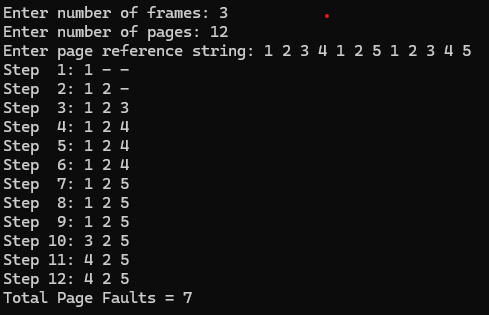 Enter number of frames: 3
Enter number of pages: 12
Enter page reference string: 1 2 3 4 1 2 5 1 2 3 4 5
Step  1: 1 - -
Step  2: 1 2 -
Step  3: 1 2 3
Step  4: 1 2 4
Step  5: 1 2 4
Step  6: 1 2 4
Step  7: 1 2 5
Step  8: 1 2 5
Step  9: 1 2 5
Step 10: 3 2 5
Step 11: 4 2 5
Step 12: 4 2 5
Total Page Faults = 7